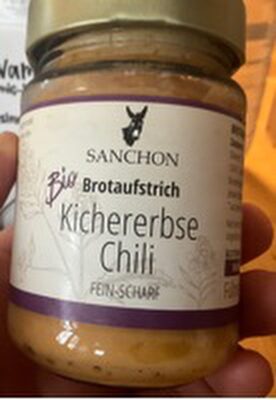 SANCHON
Bio
Brotaufstrich
Kichererbse
Chili
FEIN-SCHARF